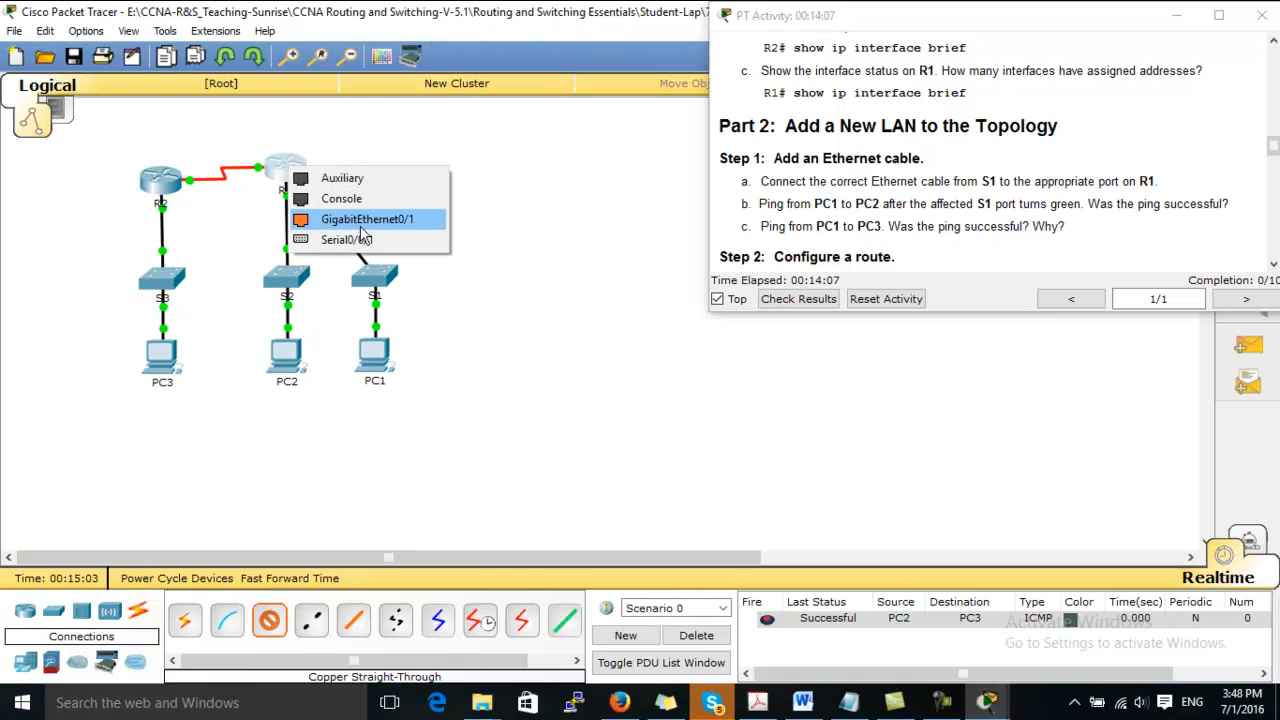 Cisco Packet Tracer - E:\CCNA-R&S_Teaching-Sunrise\CCNA Routing and Switching-V-5.1\Routing and Switching Essentials\Student-Lap\7
File Edit Options View Tools Extensions Help
Logical
[Root]
New Cluster
Move Obj
Auxiliary
Console
GigabitEthernet0/1
Serial0/
R2
S3
S2
S1
PC3
PC2
PC1
PT Activity: 00:14:07
R2# show ip interface brief
c. Show the interface status on R1. How many interfaces have assigned addresses?
R1# show ip interface brief
Part 2: Add a New LAN to the Topology
Step 1: Add an Ethernet cable.
a. Connect the correct Ethernet cable from S1 to the appropriate port on R1.
b. Ping from PC1 to PC2 after the affected S1 port turns green. Was the ping successful?
c. Ping from PC1 to PC3. Was the ping successful? Why?
Step 2: Configure a route.
Time Elapsed: 00:14:07 Completion: 0/10
Top Check Results Reset Activity < 1/1 >
Time: 00:15:03 Power Cycle Devices Fast Forward Time
Realtime
Connections
Copper Straight-Through
Scenario 0
New Delete
Toggle PDU List Window
Fire Last Status Source Destination Type Color Time(sec) Periodic Num
Successful PC2 PC3 ICMP 0.000 N 0
Activate Windows
Go to Settings to activate Windows.
Search the web and Windows
ENG
3:48 PM
7/1/2016